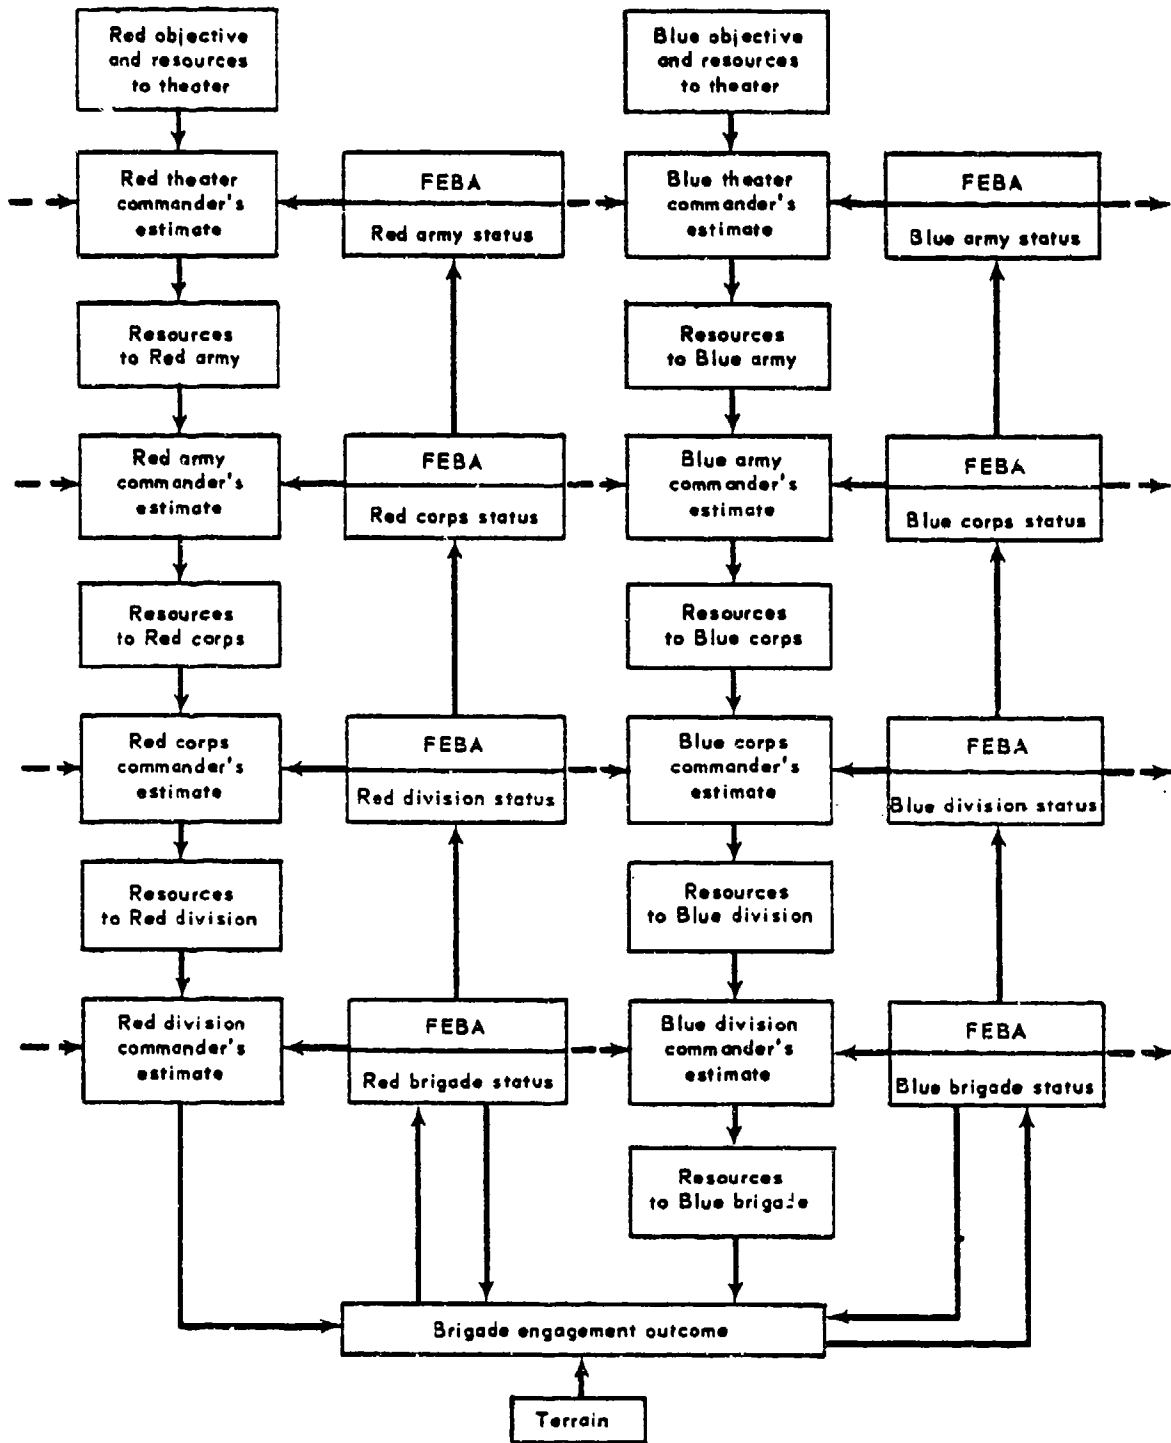 Red objective
and resources
to theater
Blue objective
and resources
to theater
Red theater
commander's
estimate
FEBA
Red army status
Blue theater
commander's
estimate
FEBA
Blue army status
Resources
to Red army
Resources
to Blue army
Red army
commander's
estimate
FEBA
Red corps status
Blue army
commander's
estimate
FEBA
Blue corps status
Resources
to Red corps
Resources
to Blue corps
Red corps
commander's
estimate
FEBA
Red division status
Blue corps
commander's
estimate
FEBA
Blue division status
Resources
to Red division
Resources
to Blue division
Red division
commander's
estimate
FEBA
Red brigade status
Blue division
commander's
estimate
FEBA
Blue brigade status
Resources
to Blue brigade
Brigade engagement outcome
Terrain